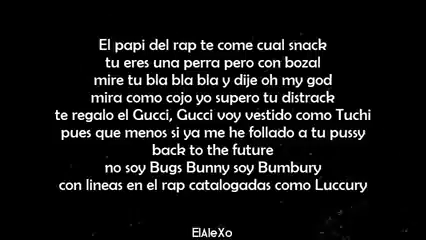 El papi del rap te come cual snack
tu eres una perra pero con bozal
mire tu bla bla bla y dije oh my god
mira como cojo yo supero tu distrack
te regalo el Gucci, Gucci voy vestido como Tuchi
pues que menos si ya me he follado a tu pussy
back to the future
no soy Bugs Bunny soy Bumbury
con lineas en el rap catalogadas como Luccury
ElAleXo